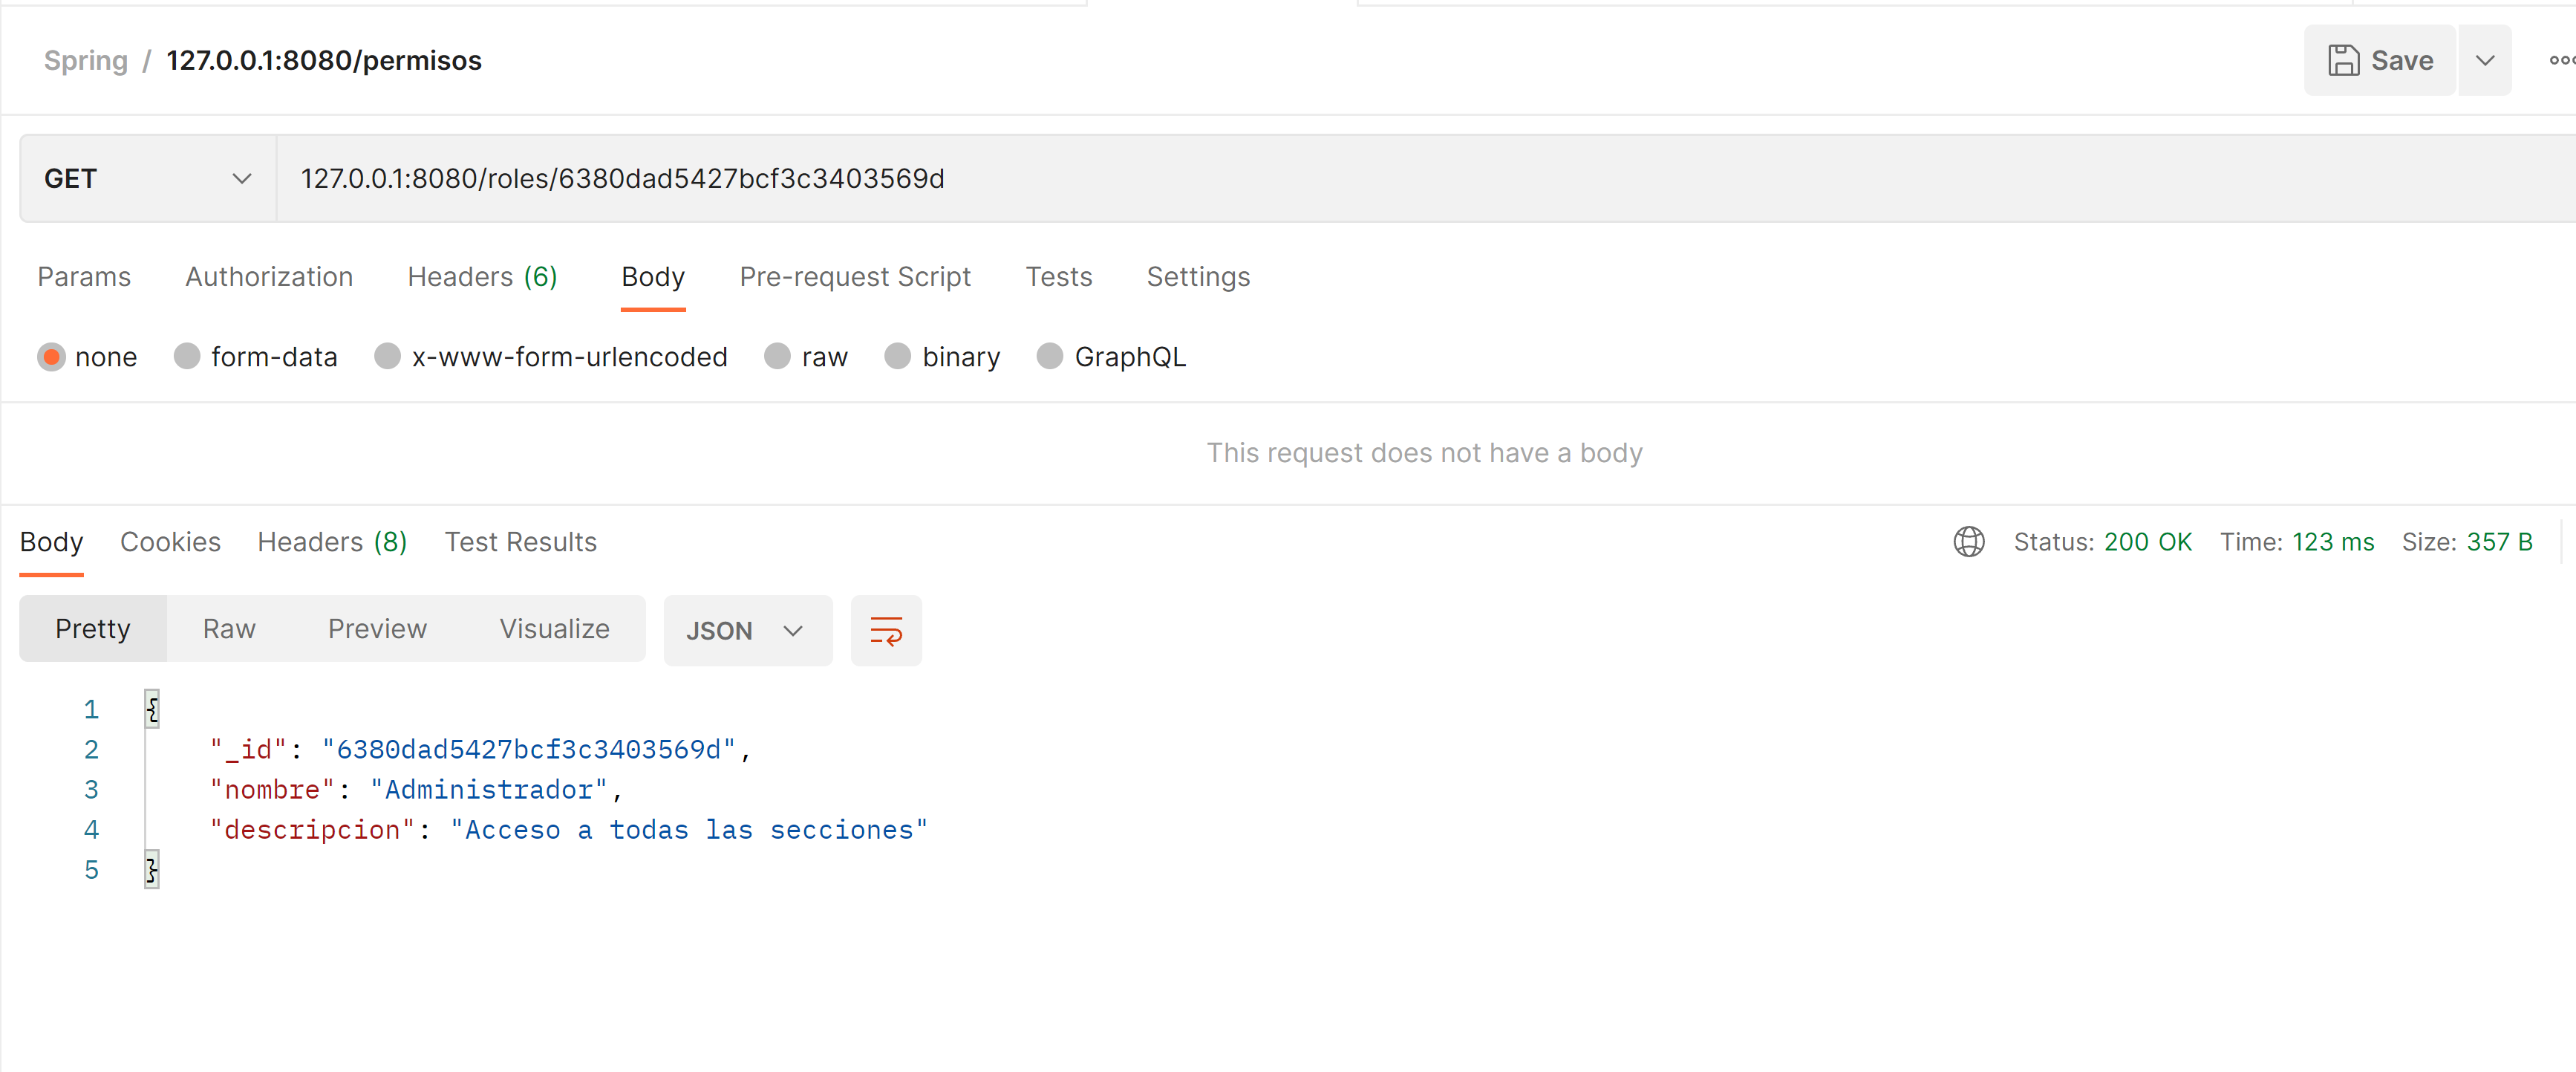 Spring / 127.0.0.1:8080/permisos Save
GET 127.0.0.1:8080/roles/6380dad5427bcf3c3403569d
Params Authorization Headers (6) Body Pre-request Script Tests Settings
none form-data x-www-form-urlencoded raw binary GraphQL
This request does not have a body
Body Cookies Headers (8) Test Results Status: 200 OK Time: 123 ms Size: 357 B
Pretty Raw Preview Visualize JSON
1 {
2 "_id": "6380dad5427bcf3c3403569d",
3 "nombre": "Administrador",
4 "descripcion": "Acceso a todas las secciones"
5 }